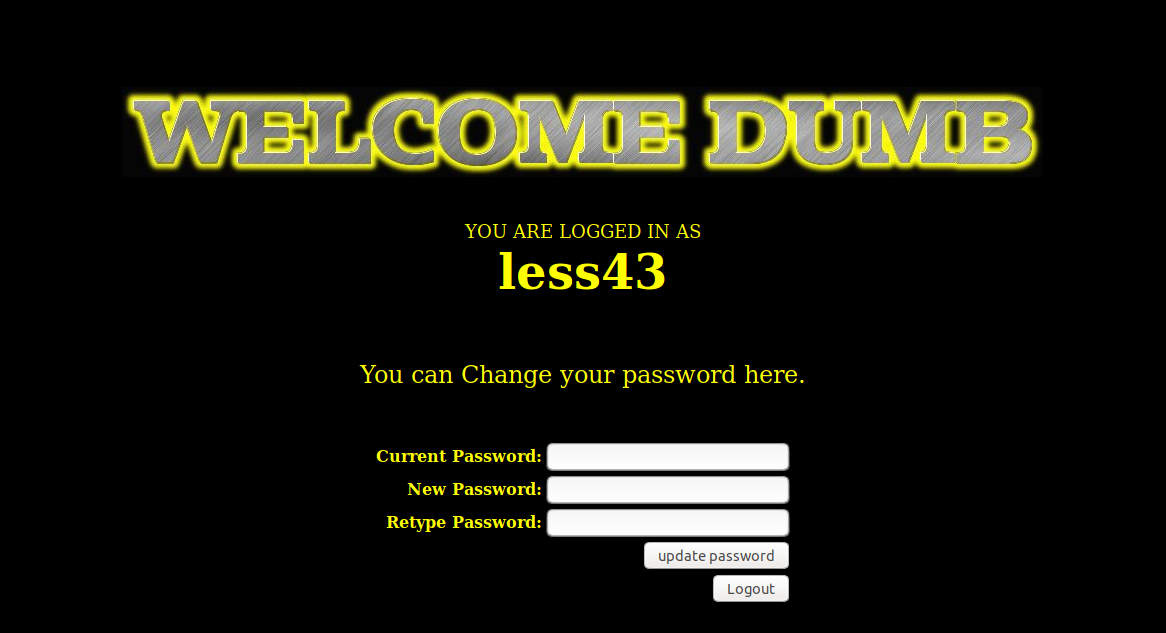 WELCOME DUMB
YOU ARE LOGGED IN AS
less43
You can Change your password here.
Current Password:
New Password:
Retype Password:
update password
Logout